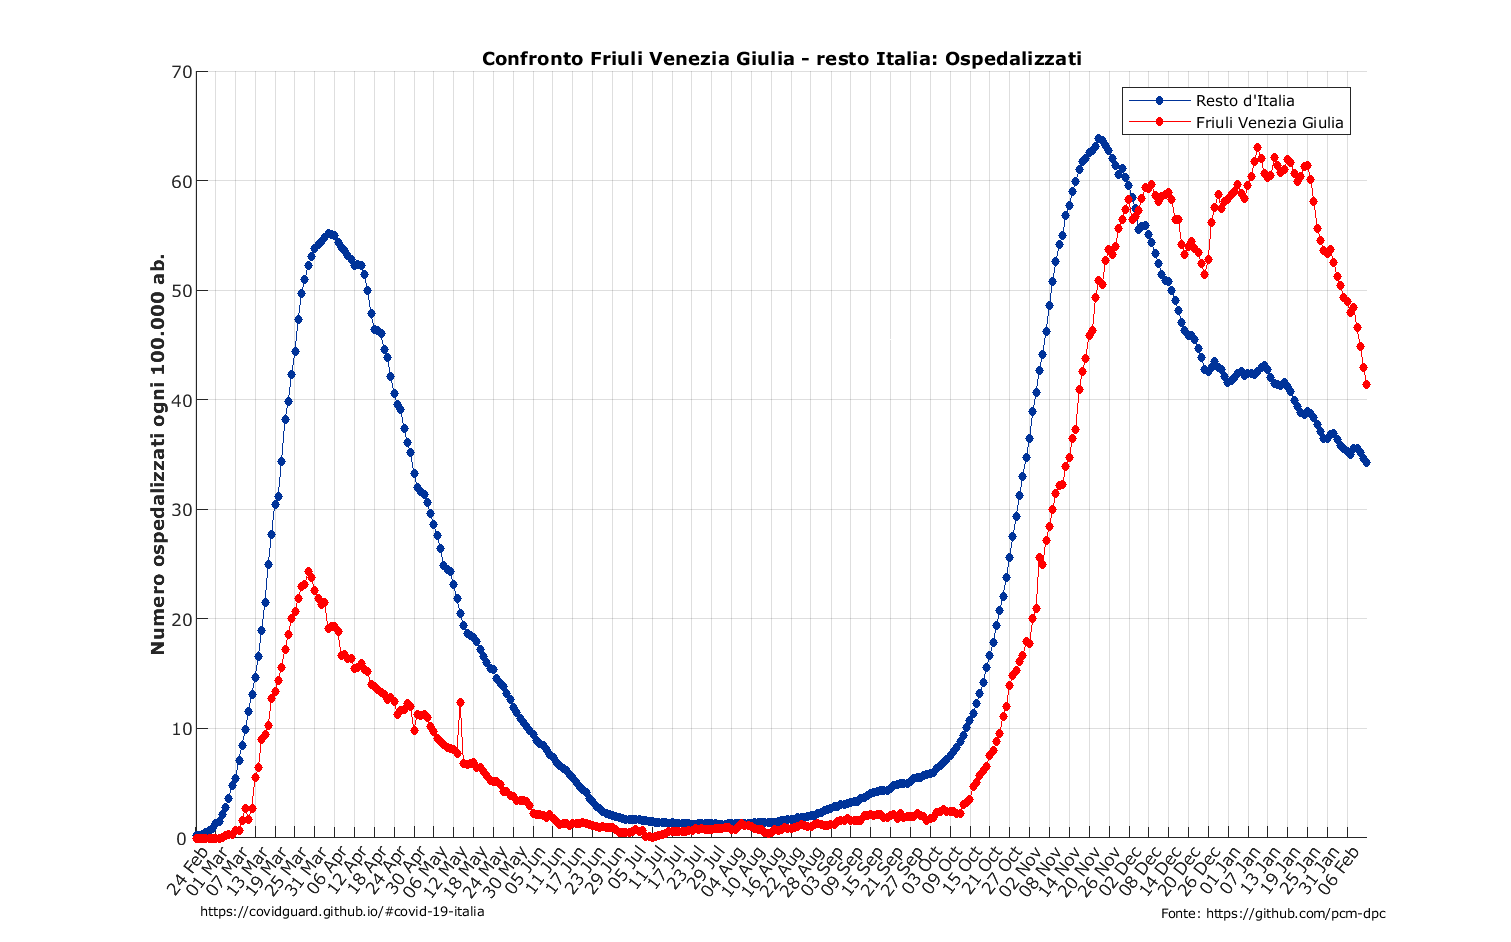 Confronto Friuli Venezia Giulia - resto Italia: Ospedalizzati
Resto d'Italia
Friuli Venezia Giulia
Numero ospedalizzati ogni 100.000 ab.
70
60
50
40
30
20
10
0
24 Feb
01 Mar
07 Mar
13 Mar
19 Mar
25 Mar
31 Mar
06 Apr
12 Apr
18 Apr
24 Apr
30 Apr
06 May
12 May
18 May
24 May
30 May
05 Jun
11 Jun
17 Jun
23 Jun
29 Jun
05 Jul
11 Jul
17 Jul
23 Jul
29 Jul
04 Aug
10 Aug
16 Aug
22 Aug
28 Aug
03 Sep
09 Sep
15 Sep
21 Sep
27 Sep
03 Oct
09 Oct
15 Oct
21 Oct
27 Oct
02 Nov
08 Nov
14 Nov
20 Nov
26 Nov
02 Dec
08 Dec
14 Dec
20 Dec
26 Dec
01 Jan
07 Jan
13 Jan
19 Jan
25 Jan
31 Jan
06 Feb
https://covidguard.github.io/#covid-19-italia
Fonte: https://github.com/pcm-dpc